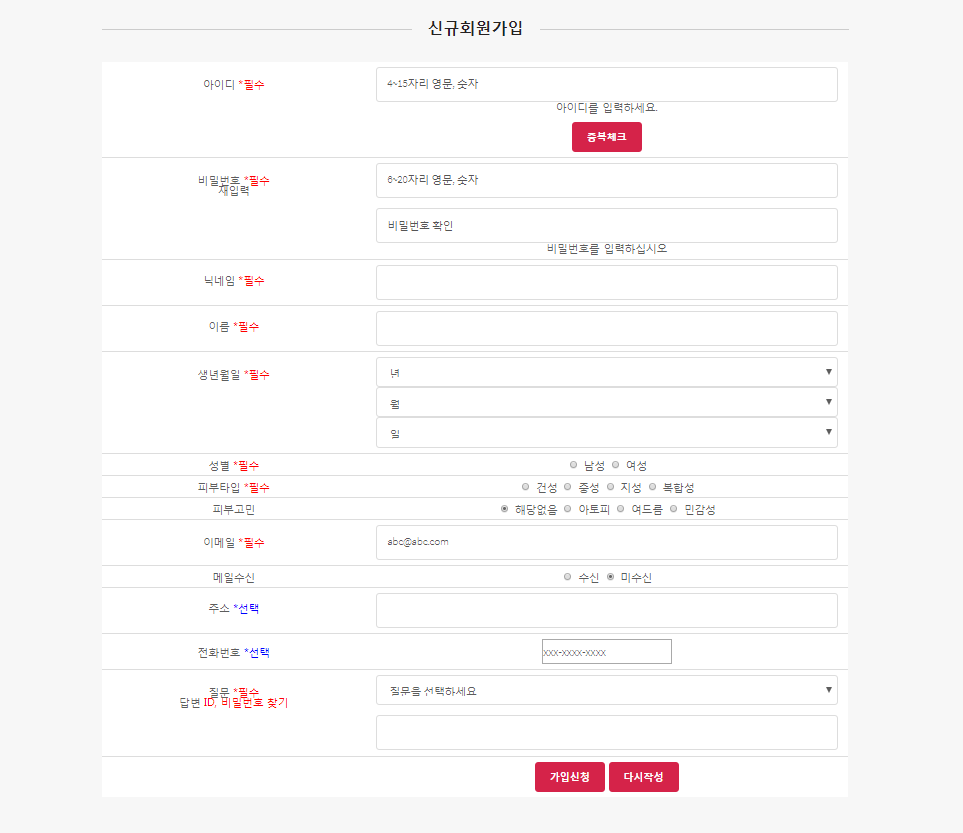 신규회원가입
아이디 *필수
4~15자리 영문, 숫자
아이디를 입력하세요.
중복체크
비밀번호 *필수
재입력
6~20자리 영문, 숫자
비밀번호 확인
비밀번호를 입력하십시오
닉네임 *필수
이름 *필수
생년월일 *필수
년
월
일
성별 *필수
남성 여성
피부타입 *필수
건성 중성 지성 복합성
피부고민
해당없음 아토피 여드름 민감성
이메일 *필수
abc@abc.com
메일수신
수신 미수신
주소 *선택
전화번호 *선택
xxx-xxxx-xxxx
질문 *필수
답변 ID, 비밀번호 찾기
질문을 선택하세요
가입신청 다시작성